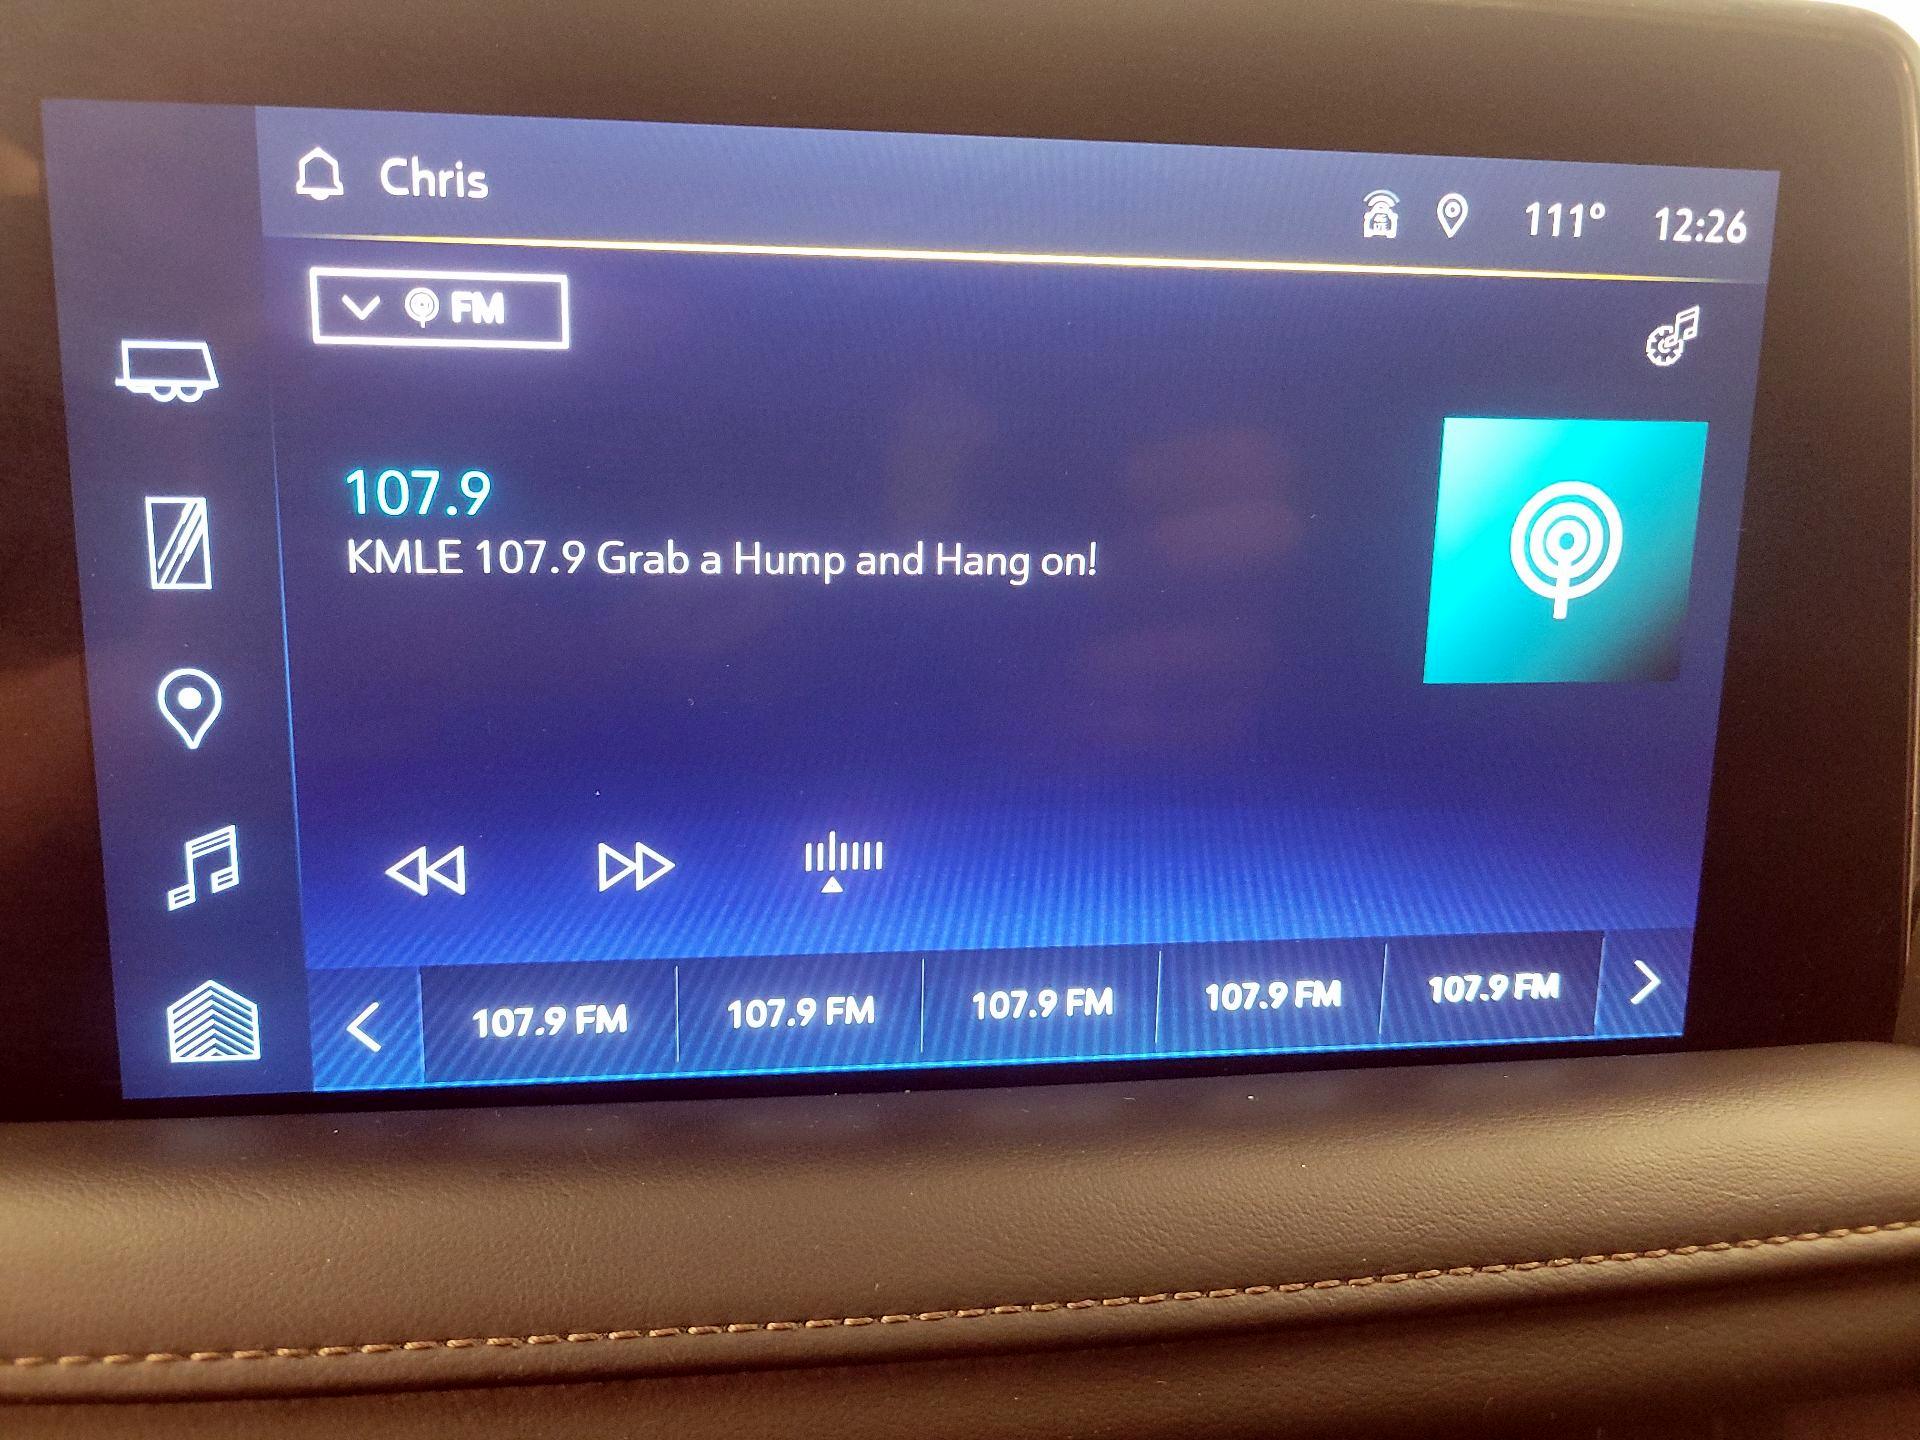 Chris
111° 12:26
FM
107.9
KMLE 107.9 Grab a Hump and Hang on!
107.9 FM 107.9 FM 107.9 FM 107.9 FM 107.9 FM